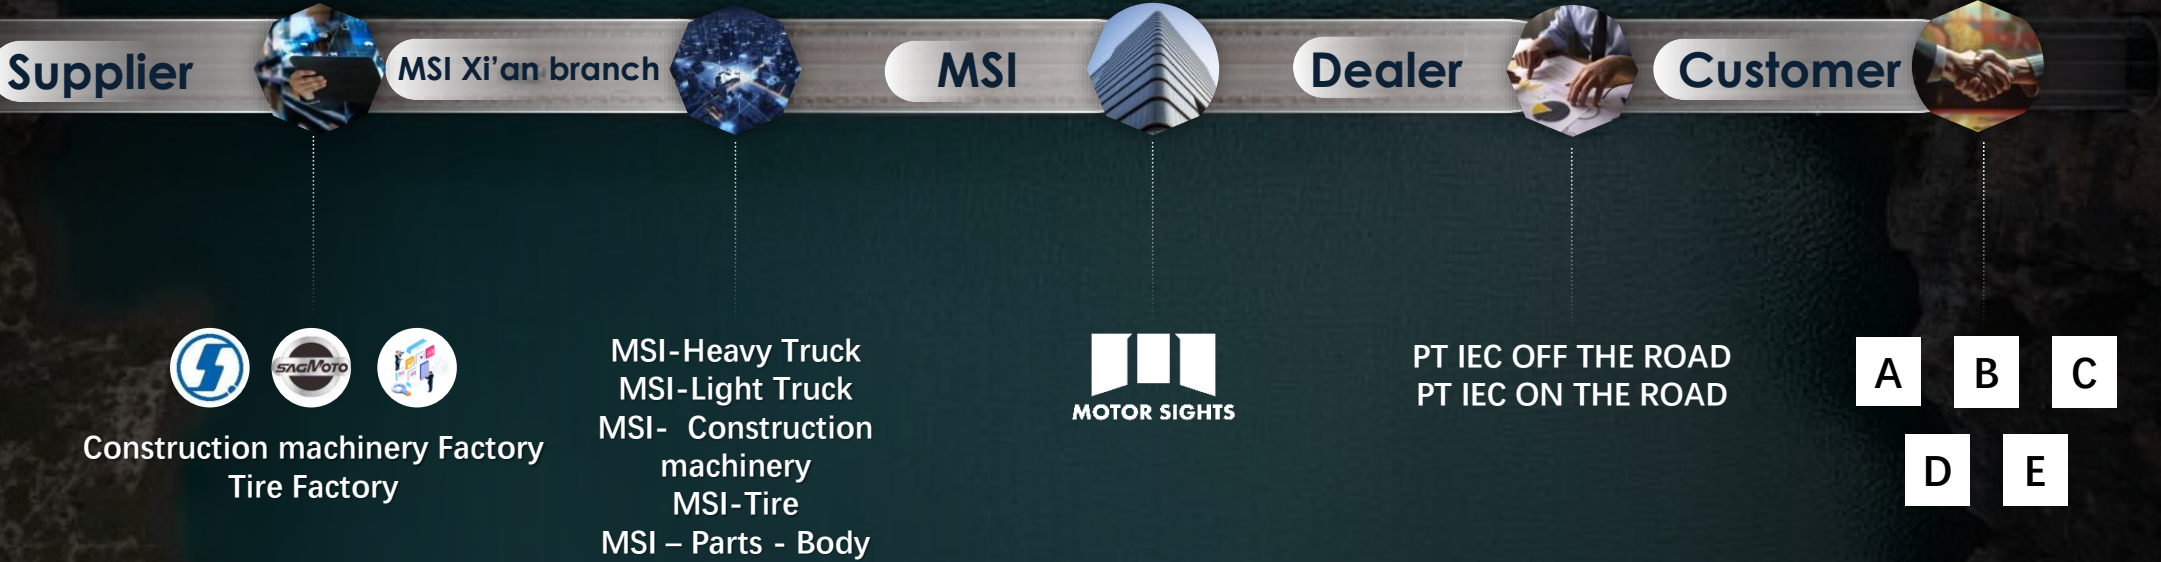 Supplier
MSI Xi’an branch
MSI
Dealer
Customer
SAGMOTO
Construction machinery Factory
Tire Factory
MSI-Heavy Truck
MSI-Light Truck
MSI- Construction
machinery
MSI-Tire
MSI – Parts - Body
MOTOR SIGHTS
PT IEC OFF THE ROAD
PT IEC ON THE ROAD
A B C
D E